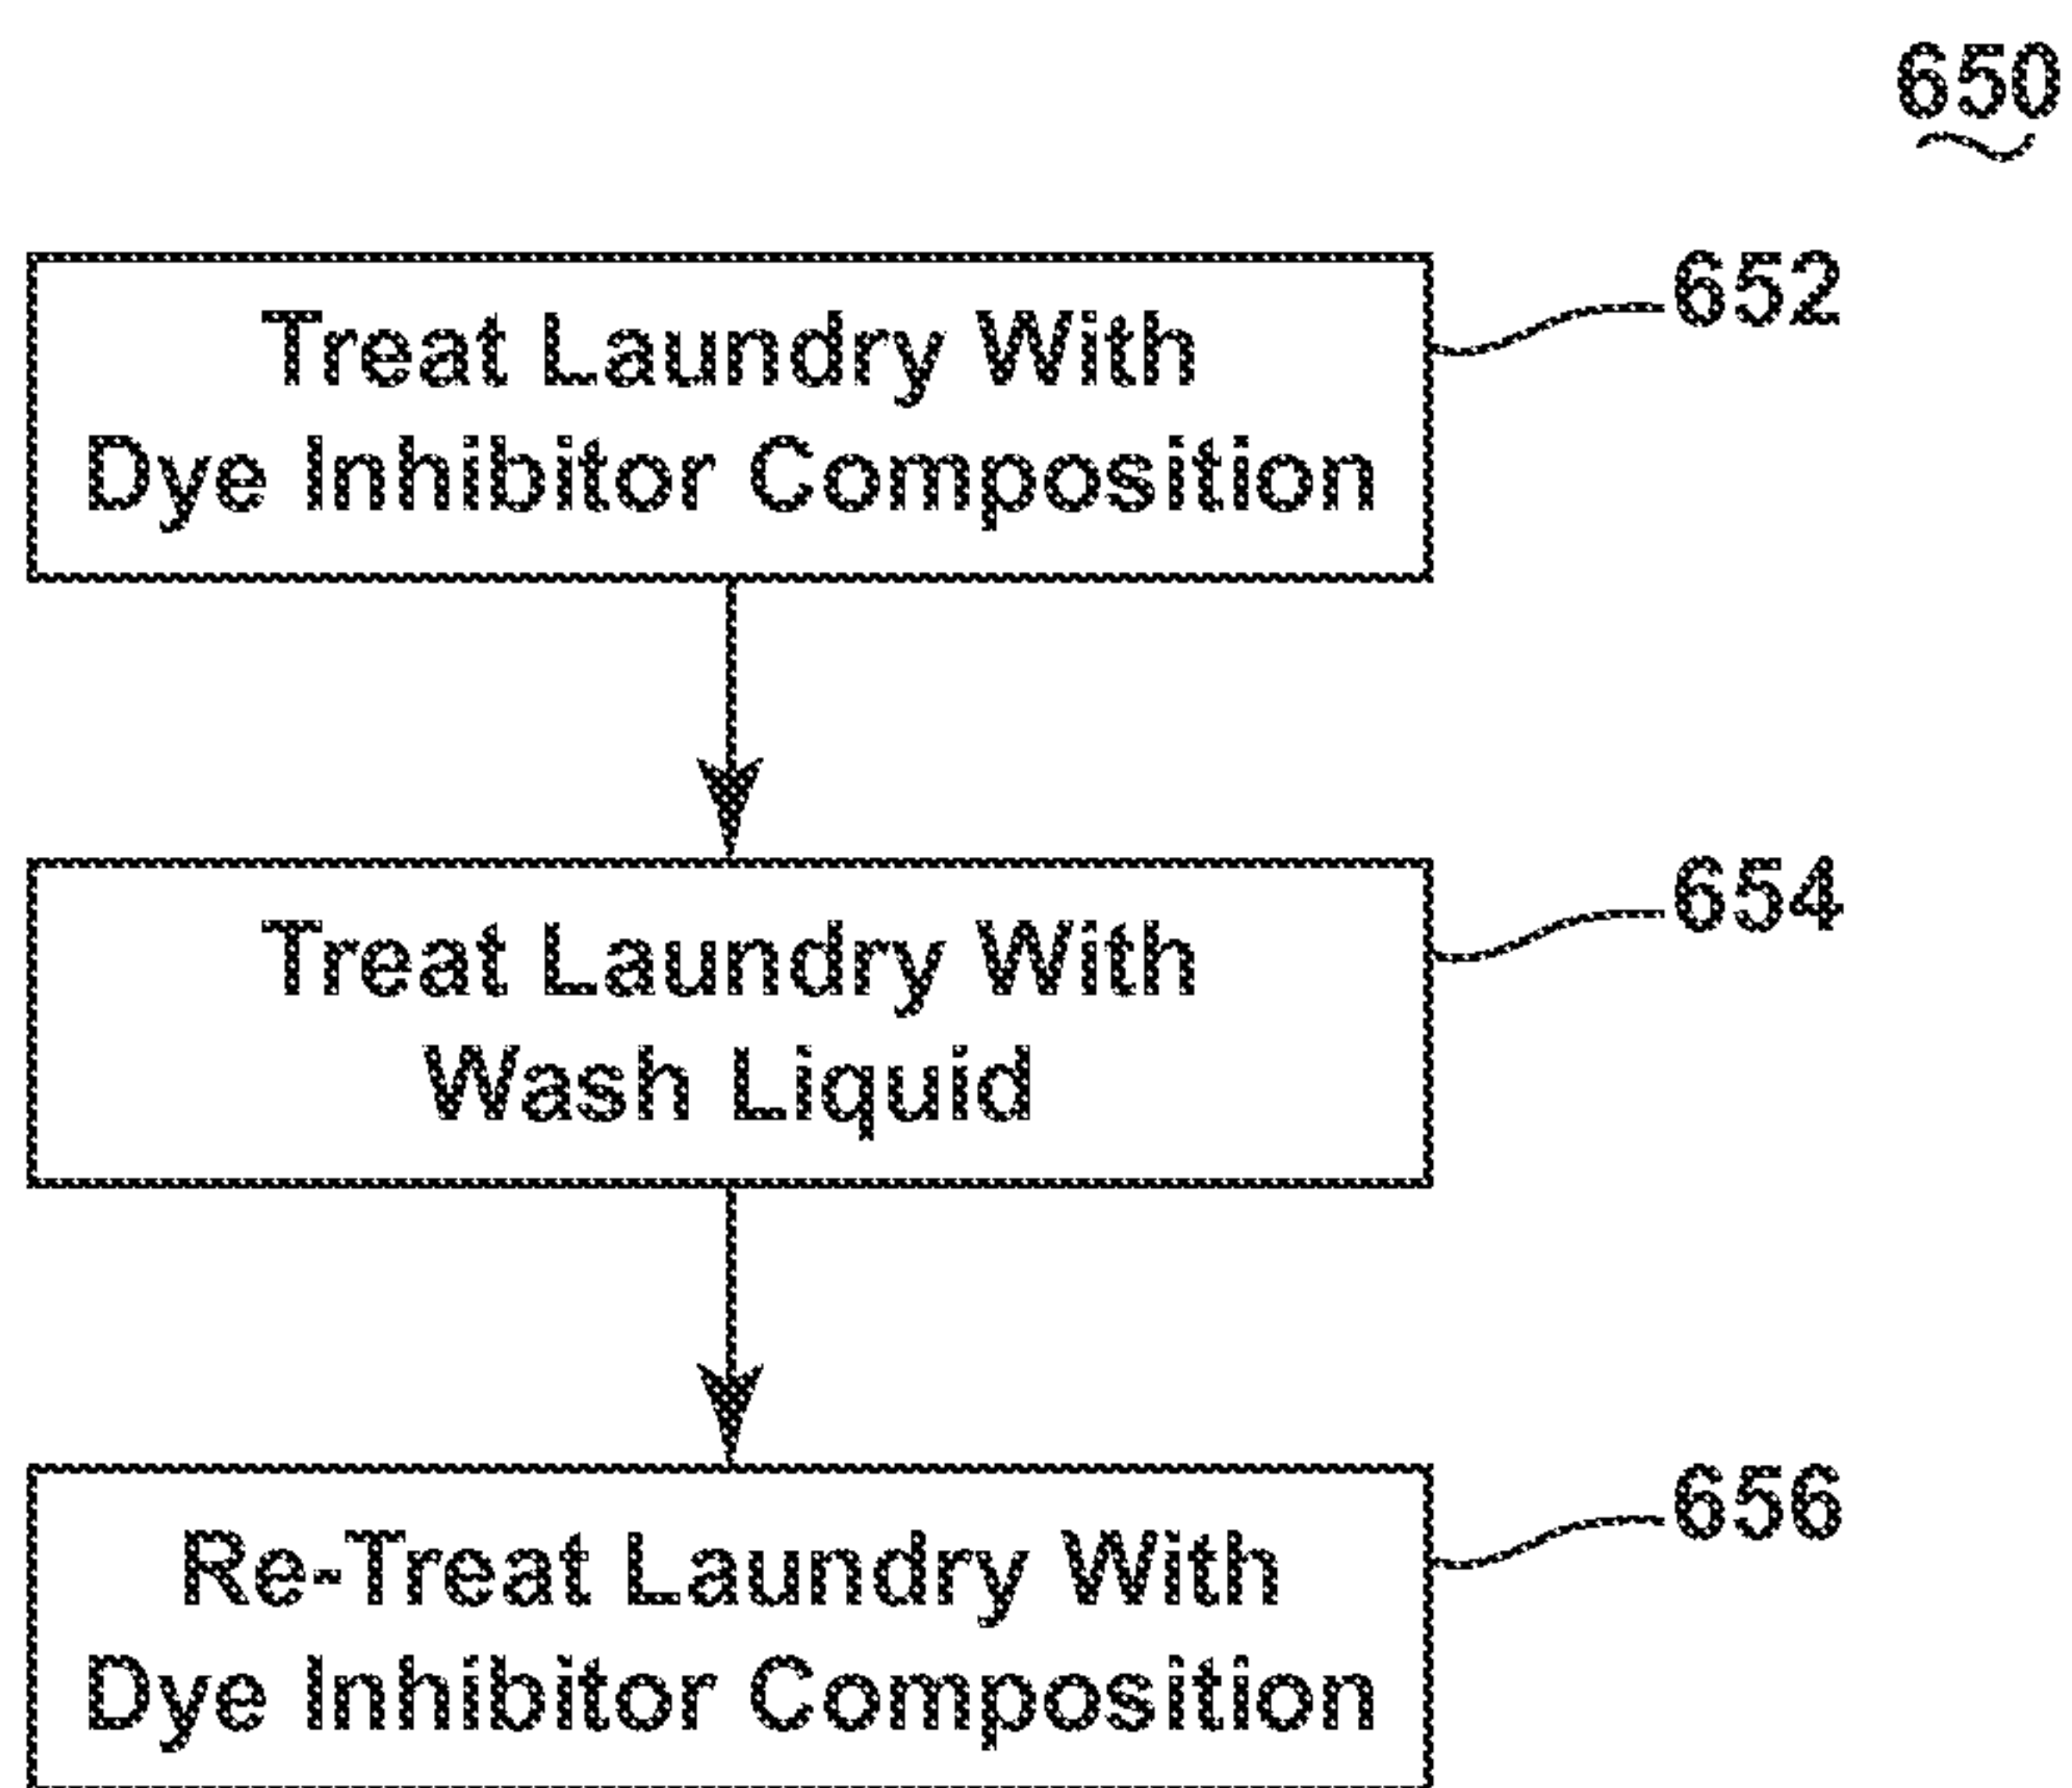 650
Treat Laundry With
Dye Inhibitor Composition
652
Treat Laundry With
Wash Liquid
654
Re-Treat Laundry With
Dye Inhibitor Composition
656